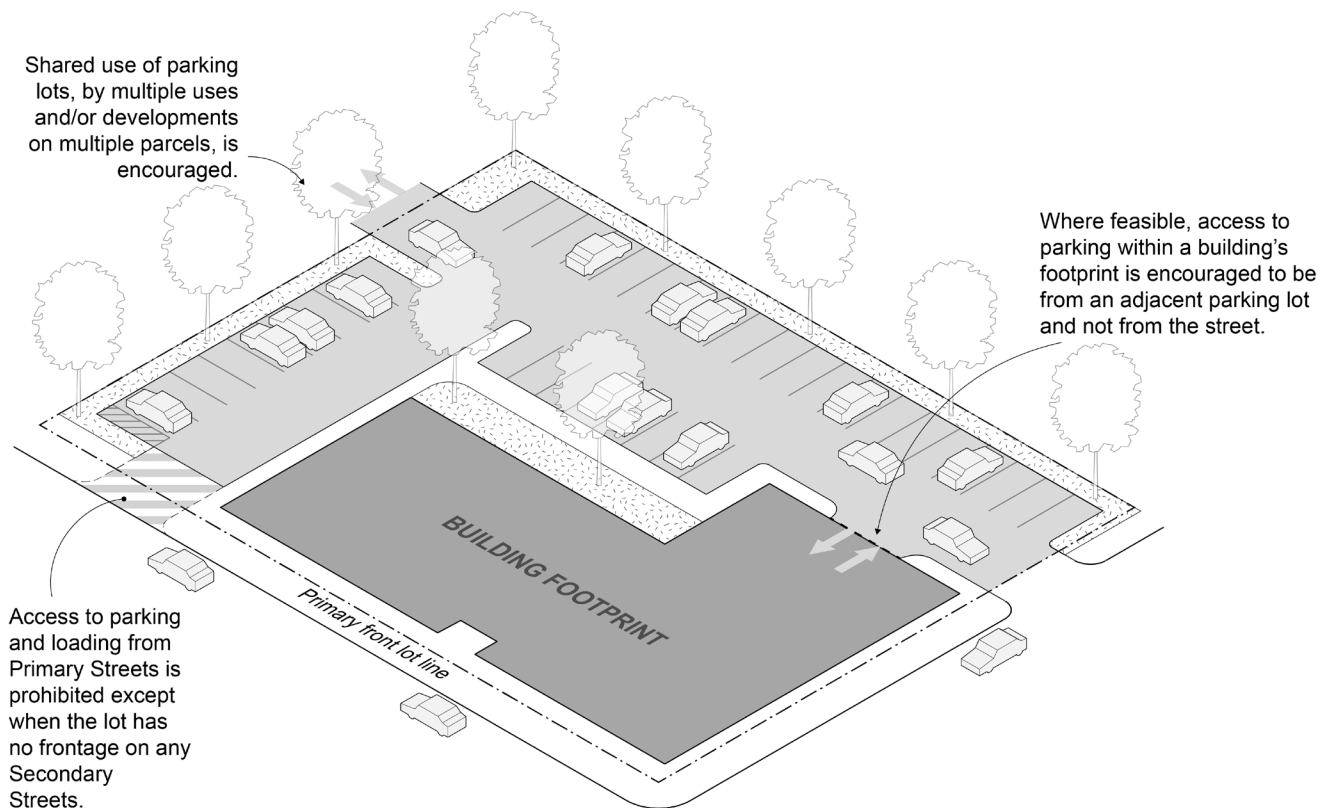 Shared use of parking
lots, by multiple uses
and/or developments
on multiple parcels, is
encouraged.
Where feasible, access to
parking within a building’s
footprint is encouraged to be
from an adjacent parking lot
and not from the street.
BUILDING FOOTPRINT
Primary front lot line
Access to parking
and loading from
Primary Streets is
prohibited except
when the lot has
no frontage on any
Secondary
Streets.